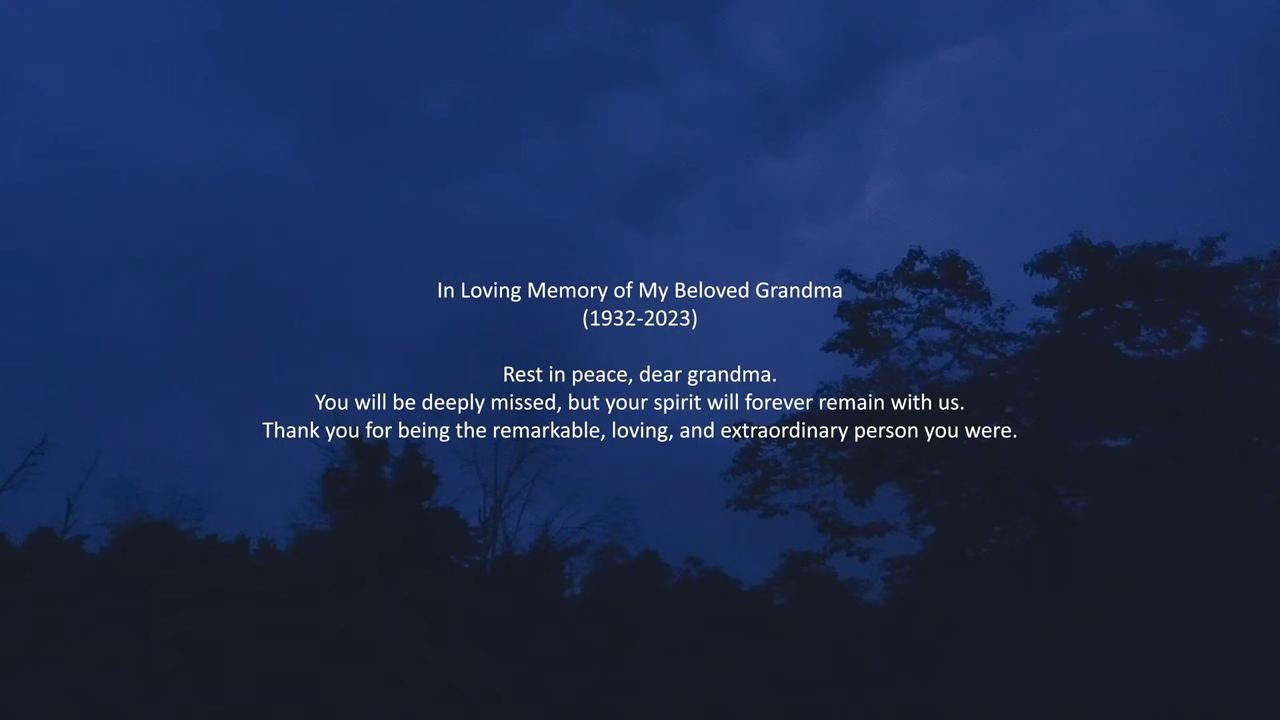 In Loving Memory of My Beloved Grandma
(1932-2023)
Rest in peace, dear grandma.
You will be deeply missed, but your spirit will forever remain with us.
Thank you for being the remarkable, loving, and extraordinary person you were.